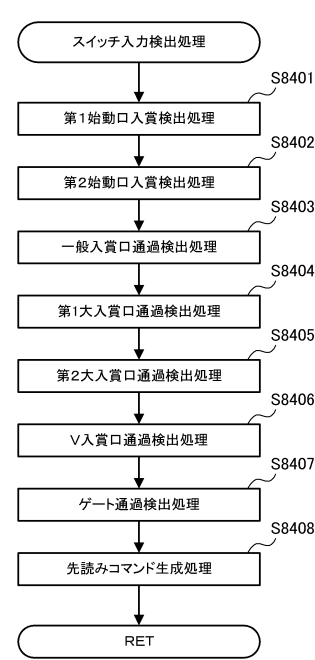 スイッチ入力検出処理
S8401
第1始動口入賞検出処理
S8402
第2始動口入賞検出処理
S8403
一般入賞口通過検出処理
S8404
第1大入賞口通過検出処理
S8405
第2大入賞口通過検出処理
S8406
V入賞口通過検出処理
S8407
ゲート通過検出処理
S8408
先読みコマンド生成処理
RET